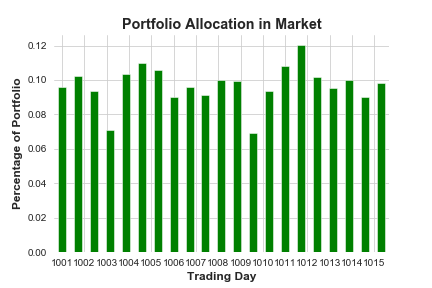 Portfolio Allocation in Market
0.12
0.10
0.08
0.06
0.04
0.02
0.00
Percentage of Portfolio
1001 1002 1003 1004 1005 1006 1007 1008 1009 1010 1011 1012 1013 1014 1015
Trading Day